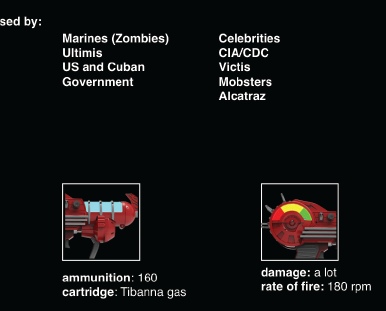 sed by:
Marines (Zombies)
Ultimis
US and Cuban
Government
Celebrities
CIA/CDC
Victis
Mobsters
Alcatraz
ammunition: 160
cartridge: Tibanna gas
damage: a lot
rate of fire: 180 rpm